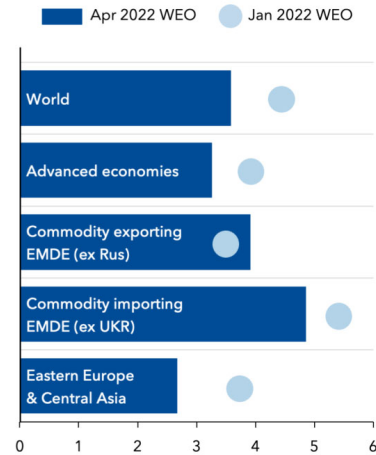 Apr 2022 WEO Jan 2022 WEO
World
Advanced economies
Commodity exporting
EMDE (ex Rus)
Commodity importing
EMDE (ex UKR)
Eastern Europe
& Central Asia
0 1 2 3 4 5 6